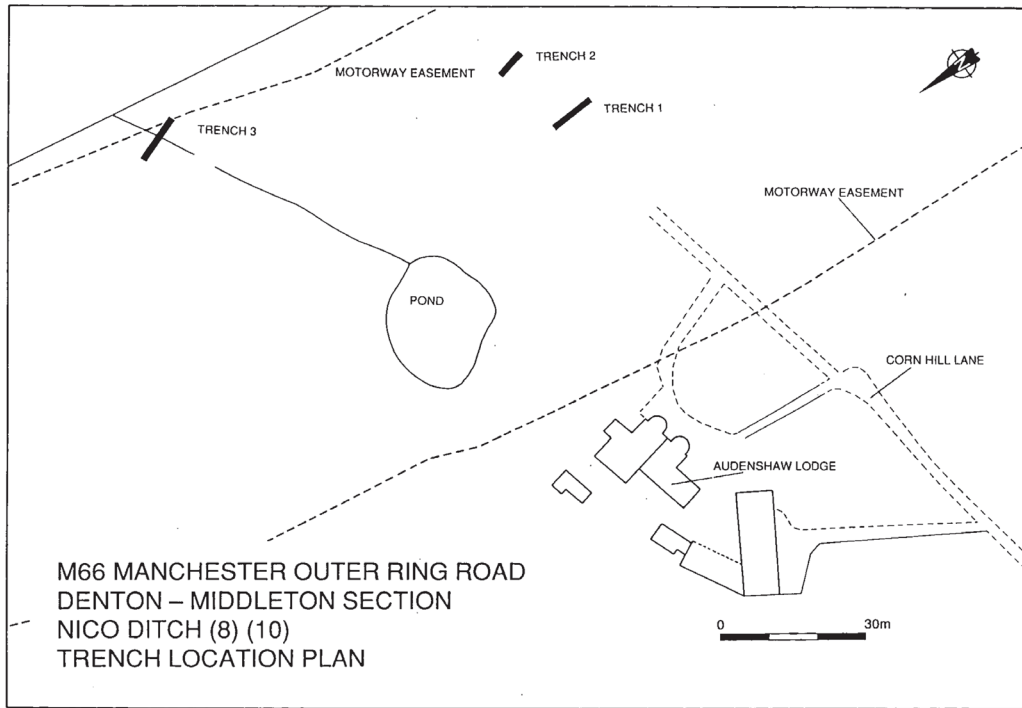 TRENCH 2
MOTORWAY EASEMENT
TRENCH 1
TRENCH 3
MOTORWAY EASEMENT
POND
CORN HILL LANE
AUDENSHAW LODGE
M66 MANCHESTER OUTER RING ROAD
DENTON – MIDDLETON SECTION
NICO DITCH (8) (10)
TRENCH LOCATION PLAN
0 30m